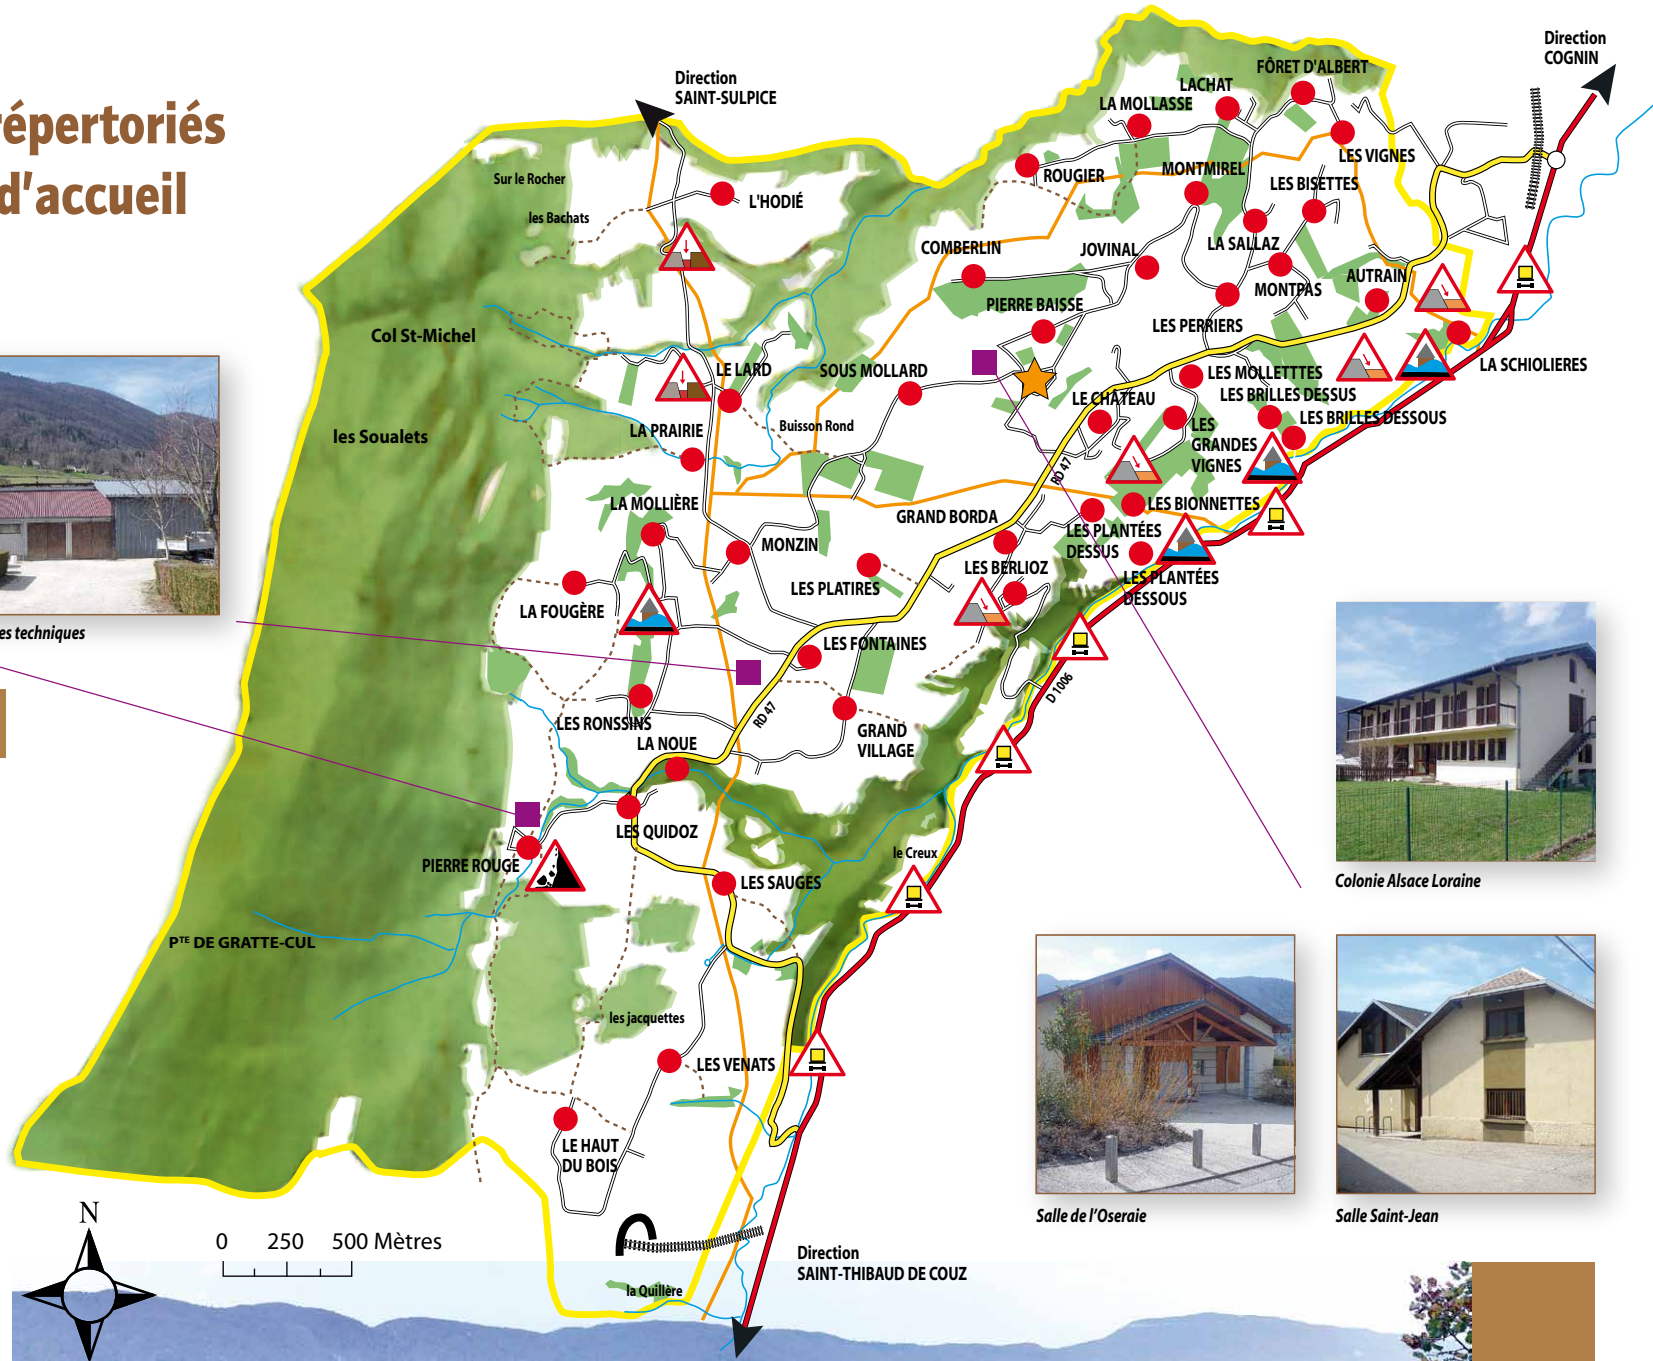 répertoriés
d'accueil
Direction
SAINT-SULPICE
Direction
COGNIN
FÔRET D'ALBERT
LACHAT
LA MOLLASSE
LES VIGNES
ROUGIER
MONTMIREL
LES BISETTES
Sur le Rocher
L'HODIÉ
les Bachats
COMBERLIN
JOVINAL
LA SALLAZ
AUTRAIN
MONTPAS
PIERRE BAISSE
LES PERRIERS
Col St-Michel
LE LARD
SOUS MOLLARD
LA SCHIOLIERES
LES MOLLETTTES
LE CHÂTEAU
LES BRILLES DESSUS
LES BRILLES DESSOUS
les Soualets
LA PRAIRIE
Buisson Rond
LES
GRANDES
VIGNES
RD 47
LA MOLLIÈRE
GRAND BORDA
LES BIONNETTES
LES PLANTÉES
DESSUS
MONZIN
LES BERLIOZ
LES PLANTÉES
DESSOUS
LES PLATIRES
LA FOUGÈRE
es techniques
LES FONTAINES
D 1006
RD 47
LES RONSSINS
LA NOUE
GRAND
VILLAGE
LES QUIDOZ
le Creux
PIERRE ROUGE
LES SAUGES
Colonie Alsace Loraine
PTE DE GRATTE-CUL
les jacquettes
LES VENATS
LE HAUT
DU BOIS
Salle de l'Oseraie
Salle Saint-Jean
N
0 250 500 Mètres
Direction
SAINT-THIBAUD DE COUZ
la Quillère